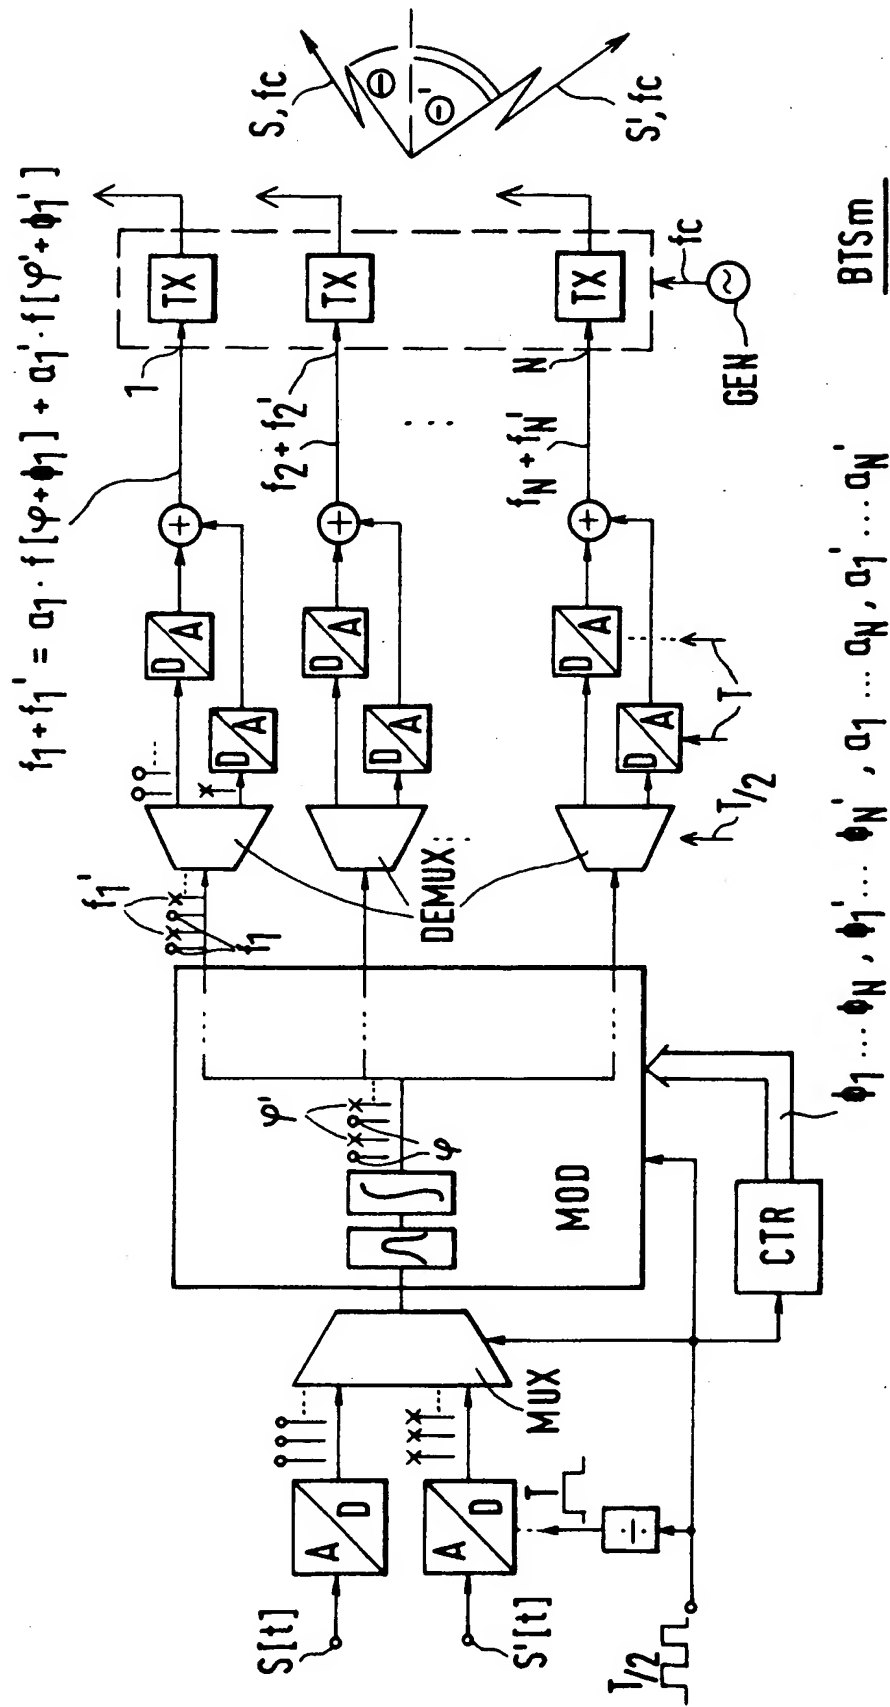 f1+f1' = a1 · f[φ+ϕ1] + a1' · f[φ'+ϕ1']
S, fc
Θ
Θ'
S', fc
1
TX
f2+f2'
TX
. . .
N
fN+fN'
TX
fc
~
GEN
+
+
+
D
A
D
A
D
A
D
A
D
A
D
A
T
T/2
f1'
f1
DEMUX
φ'
φ
MOD
MUX
CTR
ϕ1 ... ϕN , ϕ1' ... ϕN' , a1 ... aN , a1' ... aN'
A
D
A
D
T
÷
S[t]
S'[t]
T/2
BTSm